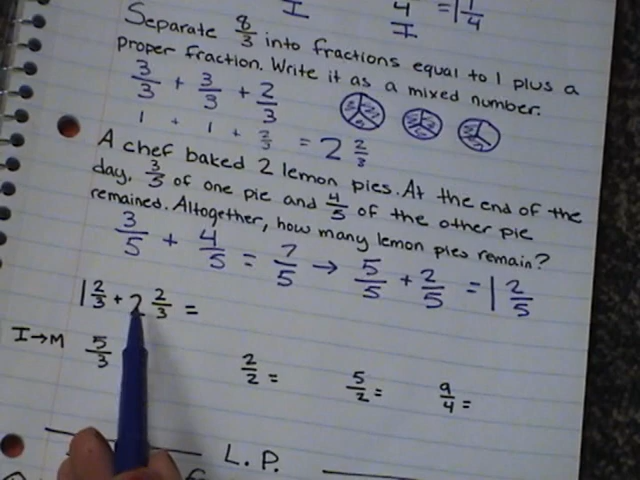 I 4/I = 1 1/4
Separate 8/3 into fractions equal to 1 plus a
proper fraction. Write it as a mixed number.
3/3 + 3/3 + 2/3
1 + 1 + 2/3 = 2 2/3
A chef baked 2 lemon pies. At the end of the
day, 3/5 of one pie and 4/5 of the other pie
remained. Altogether, how many lemon pies remain?
3/5 + 4/5 = 7/5 → 5/5 + 2/5 = 1 2/5
1 2/3 + 2 2/3 =
I→M 5/3 2/2 = 5/2 = 9/4 =
L.P.